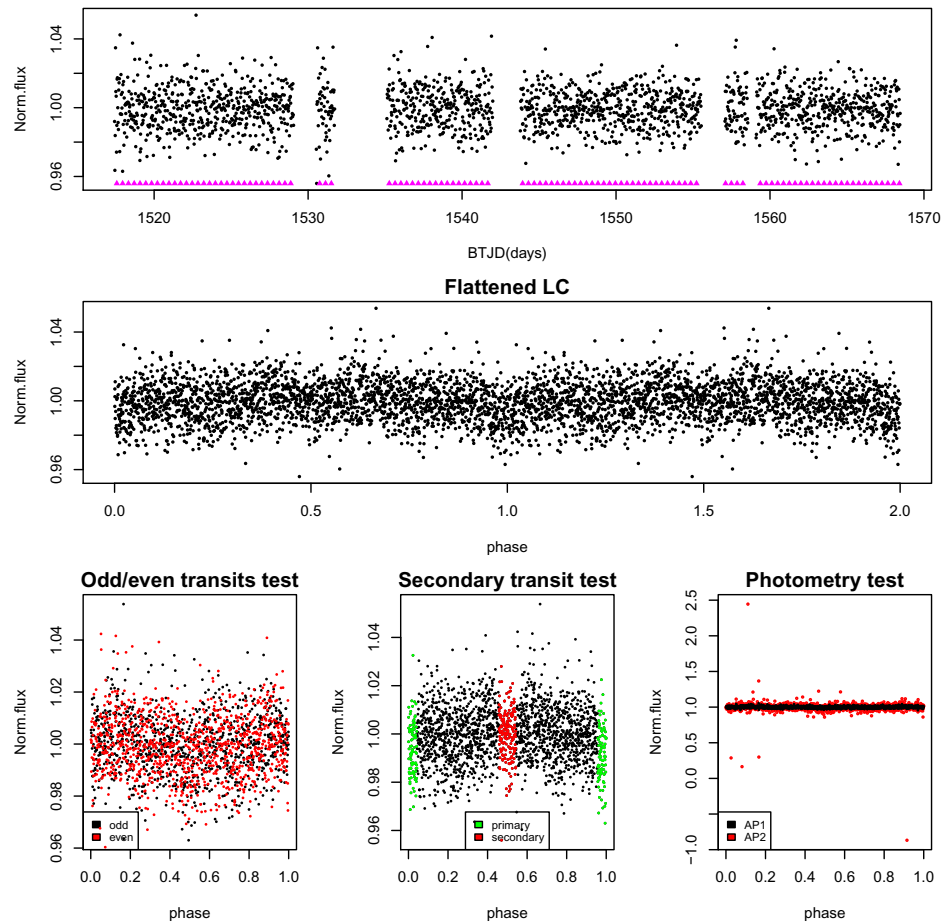 Norm.flux
1.04
1.00
0.96
1520
1530
1540
1550
1560
1570
BTJD(days)
Flattened LC
Norm.flux
1.04
1.00
0.96
0.0
0.5
1.0
1.5
2.0
phase
Odd/even transits test
Norm.flux
1.04
1.02
1.00
0.98
0.96
odd
even
0.0
0.2
0.4
0.6
0.8
1.0
phase
Secondary transit test
Norm.flux
1.04
1.02
1.00
0.98
0.96
primary
secondary
0.0
0.2
0.4
0.6
0.8
1.0
phase
Photometry test
Norm.flux
2.5
2.0
1.5
1.0
0.0
-1.0
AP1
AP2
0.0
0.2
0.4
0.6
0.8
1.0
phase